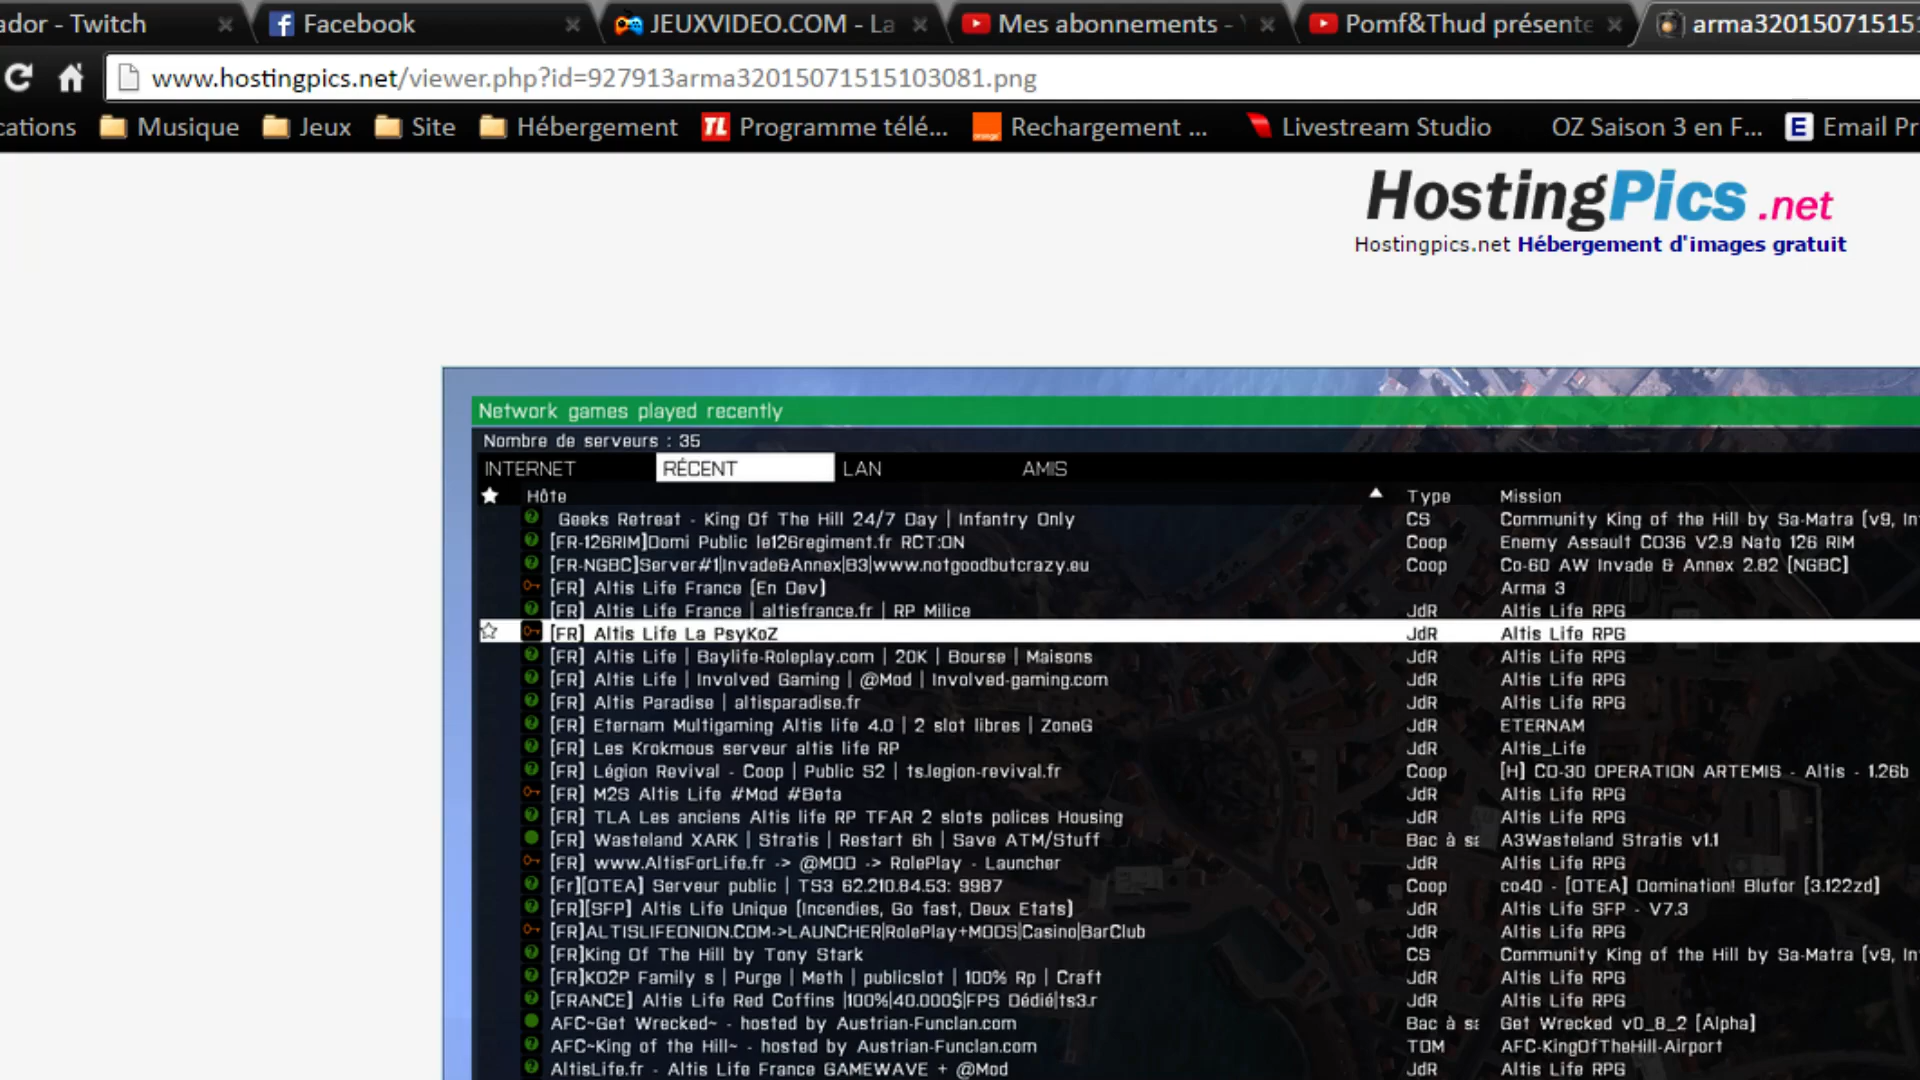 ador - Twitch
Facebook
JEUXVIDEO.COM - La
Mes abonnements -
Pomf&Thud présente
arma32015071515
www.hostingpics.net/viewer.php?id=927913arma32015071515103081.png
cations Musique Jeux Site Hébergement Programme télé... Rechargement ... Livestream Studio OZ Saison 3 en F... Email Pr
HostingPics .net
Hostingpics.net Hébergement d'images gratuit
Network games played recently
Nombre de serveurs : 35
INTERNET RÉCENT LAN AMIS
Hôte Type Mission
Geeks Retreat - King Of The Hill 24/7 Day | Infantry Only CS Community King of the Hill by Sa-Matra (v9, In
[FR-126RIM]Domi Public le126regiment.fr RCT:ON Coop Enemy Assault CO36 V2.9 Nato 126 RIM
[FR-NGBC]Server#1|Invade&Annex|B3|www.notgoodbutcrazy.eu Coop Co-60 AW Invade & Annex 2.82 [NGBC]
[FR] Altis Life France (En Dev) Arma 3
[FR] Altis Life France | altisfrance.fr | RP Milice JdR Altis Life RPG
[FR] Altis Life La PsyKoZ JdR Altis Life RPG
[FR] Altis Life | Baylife-Roleplay.com | 20K | Bourse | Maisons JdR Altis Life RPG
[FR] Altis Life | Involved Gaming | @Mod | Involved-gaming.com JdR Altis Life RPG
[FR] Altis Paradise | altisparadise.fr JdR Altis Life RPG
[FR] Eternam Multigaming Altis life 4.0 | 2 slot libres | ZoneG JdR ETERNAM
[FR] Les Krokmous serveur altis life RP JdR Altis_Life
[FR] Légion Revival - Coop | Public S2 | ts.legion-revival.fr Coop [H] CO-30 OPERATION ARTEMIS - Altis - 1.26b
[FR] M2S Altis Life #Mod #Beta JdR Altis Life RPG
[FR] TLA Les anciens Altis life RP TFAR 2 slots polices Housing JdR Altis Life RPG
[FR] Wasteland XARK | Stratis | Restart 6h | Save ATM/Stuff Bac à sa A3Wasteland Stratis v1.1
[FR] www.AltisForLife.fr -> @MOD -> RolePlay - Launcher JdR Altis Life RPG
[Fr][OTEA] Serveur public | TS3 62.210.84.53: 9987 Coop co40 - [OTEA] Domination! Blufor [3.122zd]
[FR][SFP] Altis Life Unique (Incendies, Go fast, Deux Etats) JdR Altis Life SFP - V7.3
[FR]ALTISLIFEONION.COM->LAUNCHER|RolePlay+MODS|Casino|BarClub JdR Altis Life RPG
[FR]King Of The Hill by Tony Stark CS Community King of the Hill by Sa-Matra (v9, In
[FR]KO2P Family s | Purge | Meth | publicslot | 100% Rp | Craft JdR Altis Life RPG
[FRANCE] Altis Life Red Coffins |100%|40.000$|FPS Dédié|ts3.r JdR Altis Life RPG
AFC~Get Wrecked~ - hosted by Austrian-Funclan.com Bac à sa Get Wrecked v0_8_2 [Alpha]
AFC~King of the Hill~ - hosted by Austrian-Funclan.com TDM AFC-KingOfTheHill-Airport
AltisLife.fr - Altis Life France GAMEWAVE + @Mod JdR Altis Life RPG